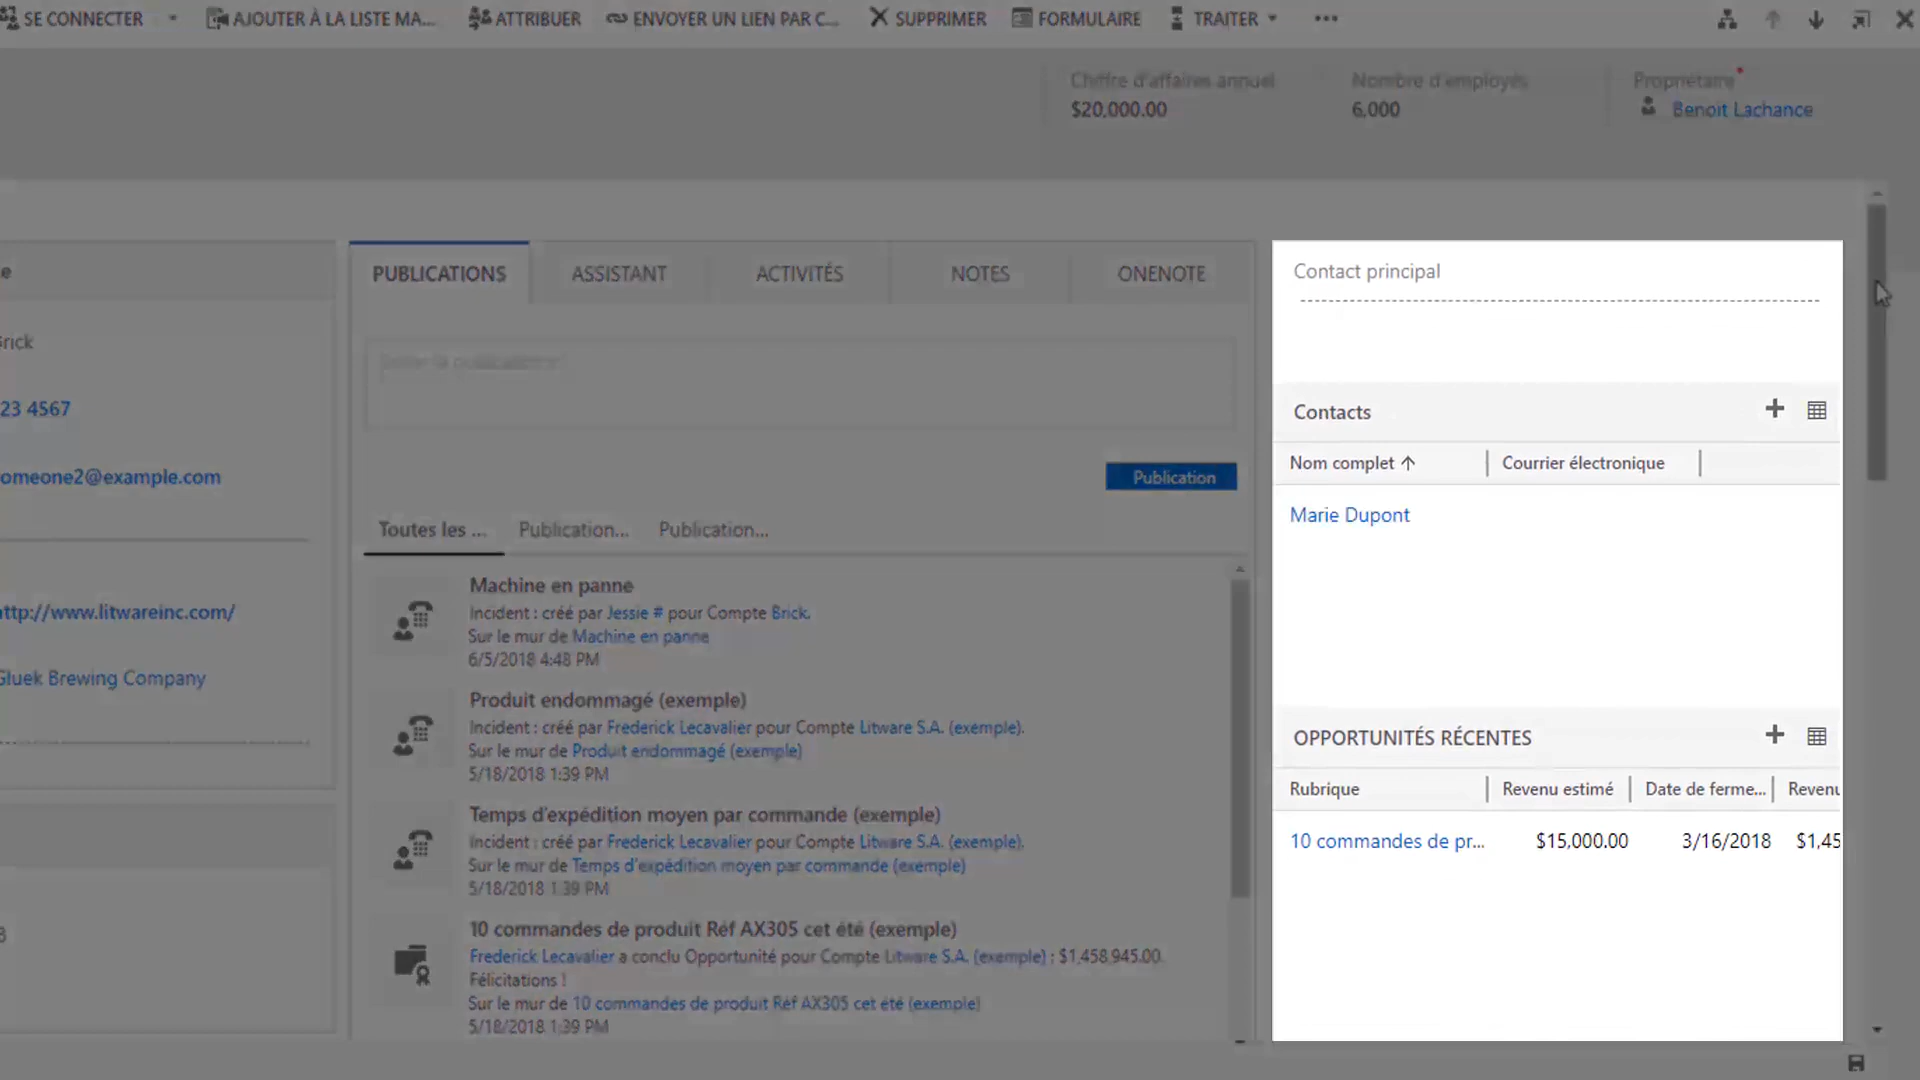 SE CONNECTER
AJOUTER À LA LISTE MA...
ATTRIBUER
ENVOYER UN LIEN PAR C...
SUPPRIMER
FORMULAIRE
TRAITER
Chiffre d'affaires annuel
$20,000.00
Nombre d'employés
6,000
Propriétaire*
Benoit Lachance
e
Brick
23 4567
omeone2@example.com
ttp://www.litwareinc.com/
Gluek Brewing Company
PUBLICATIONS
ASSISTANT
ACTIVITÉS
NOTES
ONENOTE
Publication
Toutes les ...
Publication...
Publication...
Machine en panne
Incident : créé par Jessie # pour Compte Brick.
Sur le mur de Machine en panne
6/5/2018 4:48 PM
Produit endommagé (exemple)
Incident : créé par Frederick Lecavalier pour Compte Litware S.A. (exemple).
Sur le mur de Produit endommagé (exemple)
5/18/2018 1:39 PM
Temps d'expédition moyen par commande (exemple)
Incident : créé par Frederick Lecavalier pour Compte Litware S.A. (exemple).
Sur le mur de Temps d'expédition moyen par commande (exemple)
5/18/2018 1:39 PM
10 commandes de produit Réf AX305 cet été (exemple)
Frederick Lecavalier a conclu Opportunité pour Compte Litware S.A. (exemple) : $1,458,945.00.
Félicitations !
Sur le mur de 10 commandes de produit Réf AX305 cet été (exemple)
5/18/2018 1:39 PM
Contact principal
Contacts
Nom complet
Courrier électronique
Marie Dupont
OPPORTUNITÉS RÉCENTES
Rubrique
Revenu estimé
Date de ferme...
Revenu
10 commandes de pr...
$15,000.00
3/16/2018
$1,45